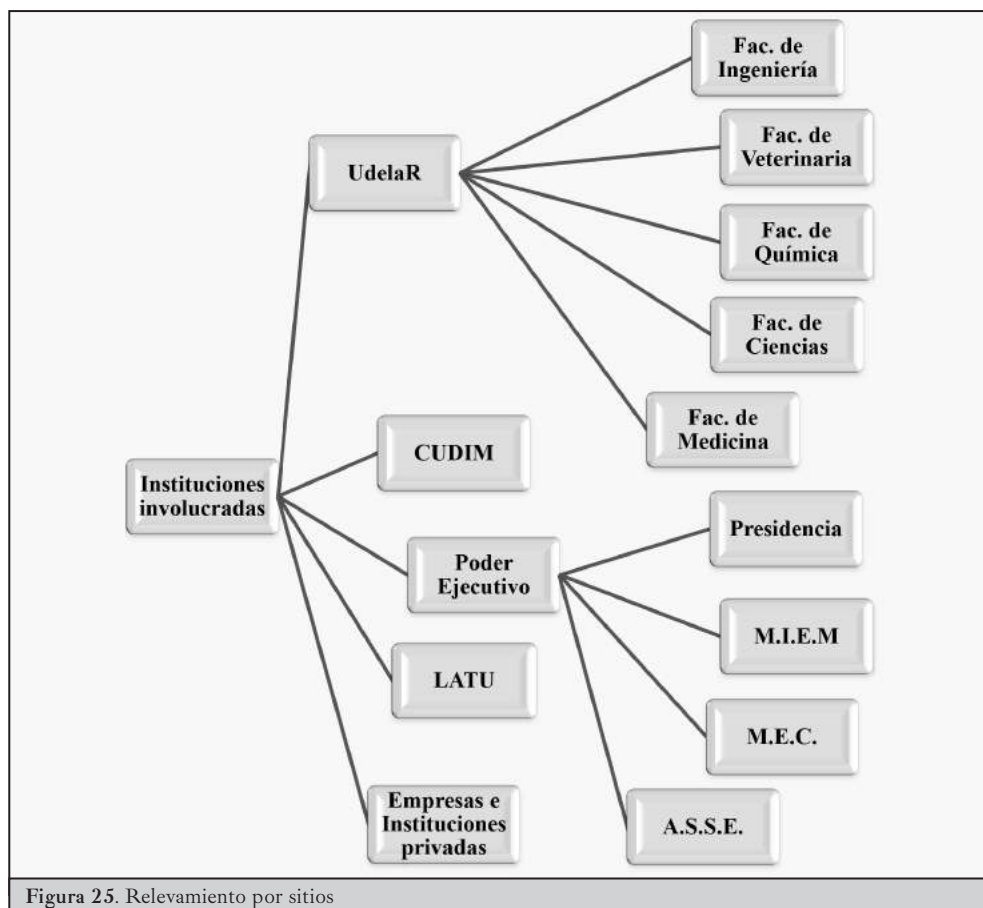 Fac. de
Ingeniería
Fac. de
Veterinaria
UdelaR
Fac. de
Química
Fac. de
Ciencias
Fac. de
Medicina
CUDIM
Instituciones
involucradas
Presidencia
Poder
Ejecutivo
M.I.E.M
LATU
M.E.C.
Empresas e
Instituciones
privadas
A.S.S.E.
Figura 25. Relevamiento por sitios